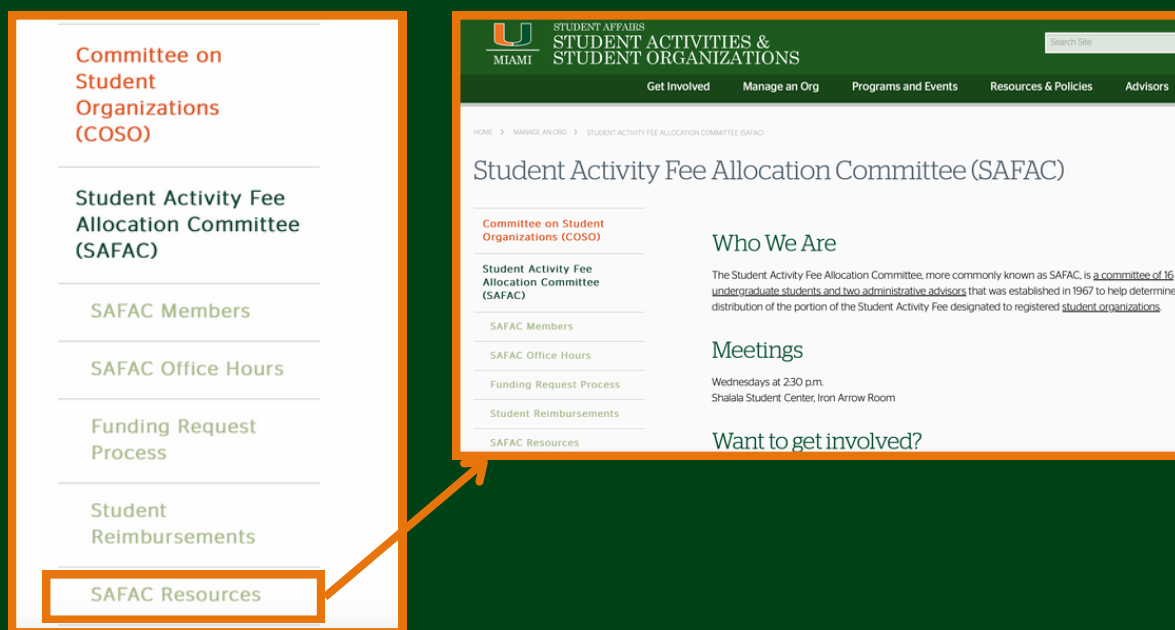 Committee on
Student
Organizations
(COSO)
Student Activity Fee
Allocation Committee
(SAFAC)
SAFAC Members
SAFAC Office Hours
Funding Request
Process
Student
Reimbursements
SAFAC Resources
MIAMI
STUDENT AFFAIRS
STUDENT ACTIVITIES &
STUDENT ORGANIZATIONS
Search Site
Get Involved Manage an Org Programs and Events Resources & Policies Advisors
HOME > MANAGE AN ORG > STUDENT ACTIVITY FEE ALLOCATION COMMITTEE (SAFAC)
Student Activity Fee Allocation Committee (SAFAC)
Committee on Student
Organizations (COSO)
Student Activity Fee
Allocation Committee
(SAFAC)
SAFAC Members
SAFAC Office Hours
Funding Request Process
Student Reimbursements
SAFAC Resources
Who We Are
The Student Activity Fee Allocation Committee, more commonly known as SAFAC, is a committee of 16
undergraduate students and two administrative advisors that was established in 1967 to help determine
distribution of the portion of the Student Activity Fee designated to registered student organizations.
Meetings
Wednesdays at 2:30 p.m.
Shalala Student Center, Iron Arrow Room
Want to get involved?